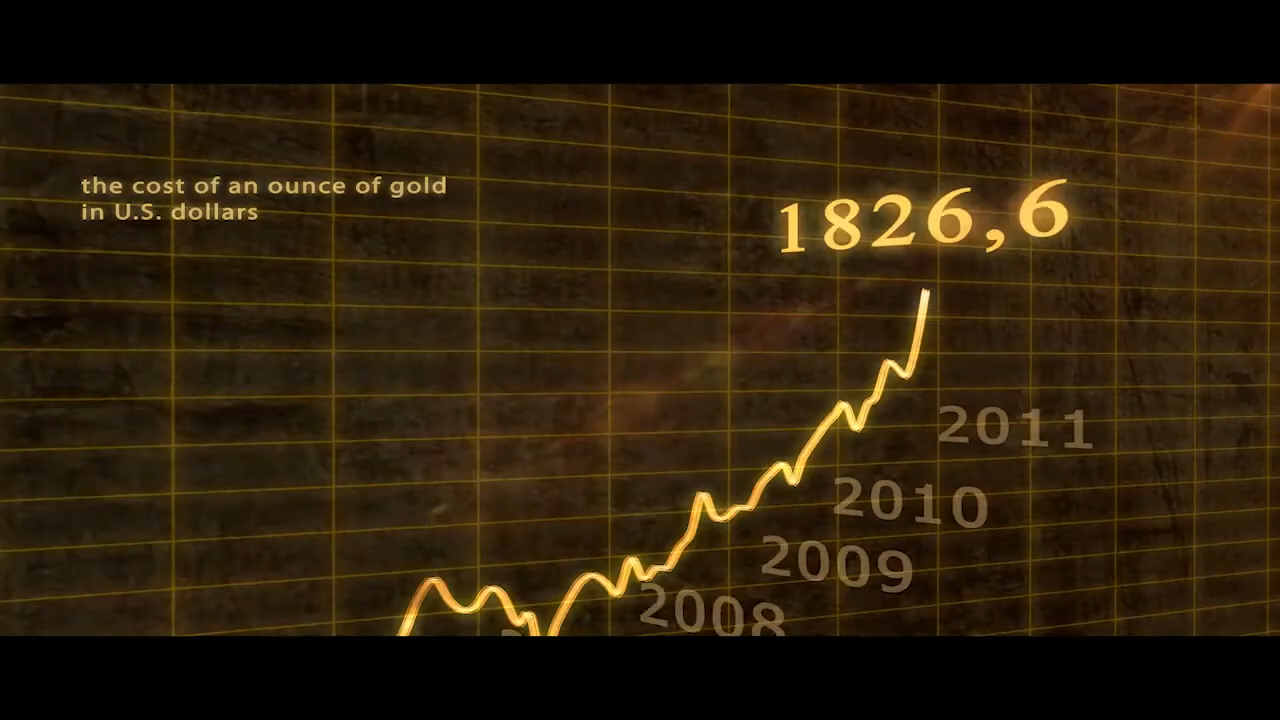 the cost of an ounce of gold
in U.S. dollars
1826,6
2011
2010
2009
2008